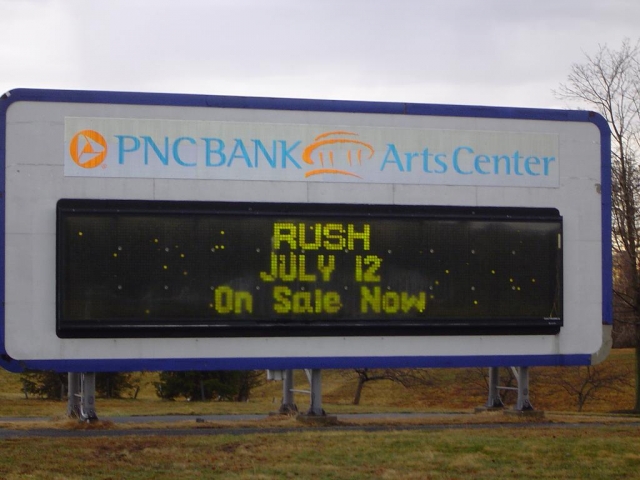 PNC BANK Arts Center
RUSH
JULY 12
On Sale Now